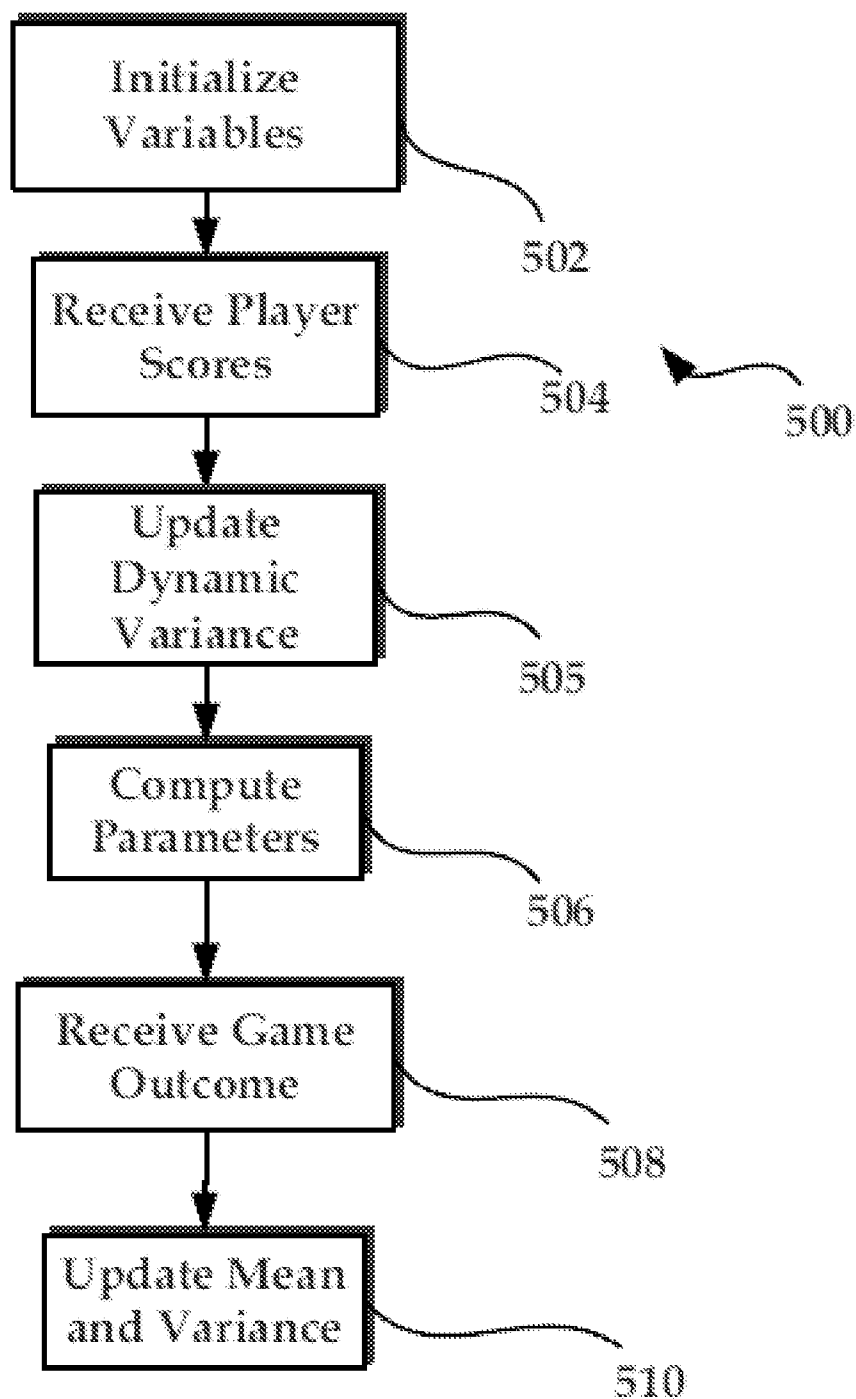 Initialize
Variables
502
Receive Player
Scores
504
500
Update
Dynamic
Variance
505
Compute
Parameters
506
Receive Game
Outcome
508
Update Mean
and Variance
510